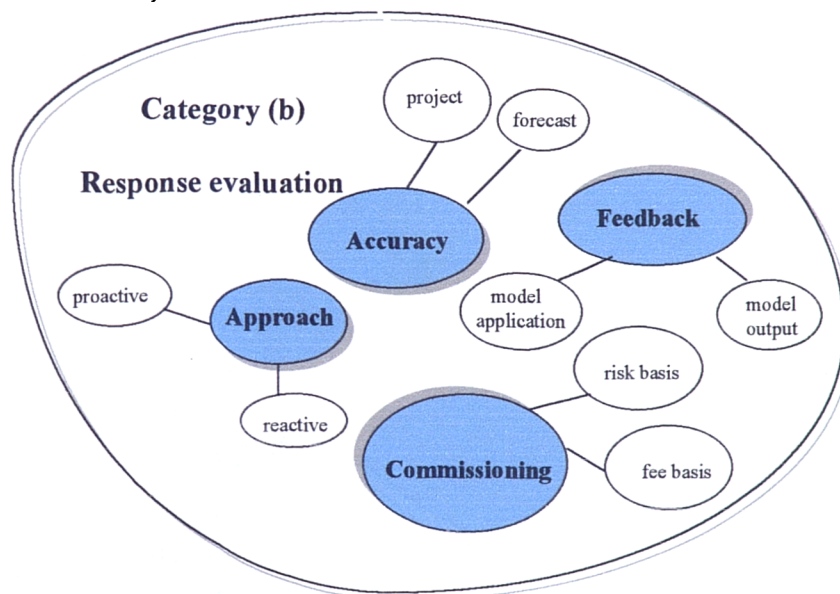 Category (b)
Response evaluation
project
forecast
Accuracy
Feedback
proactive
Approach
model
application
model
output
risk basis
reactive
Commissioning
fee basis